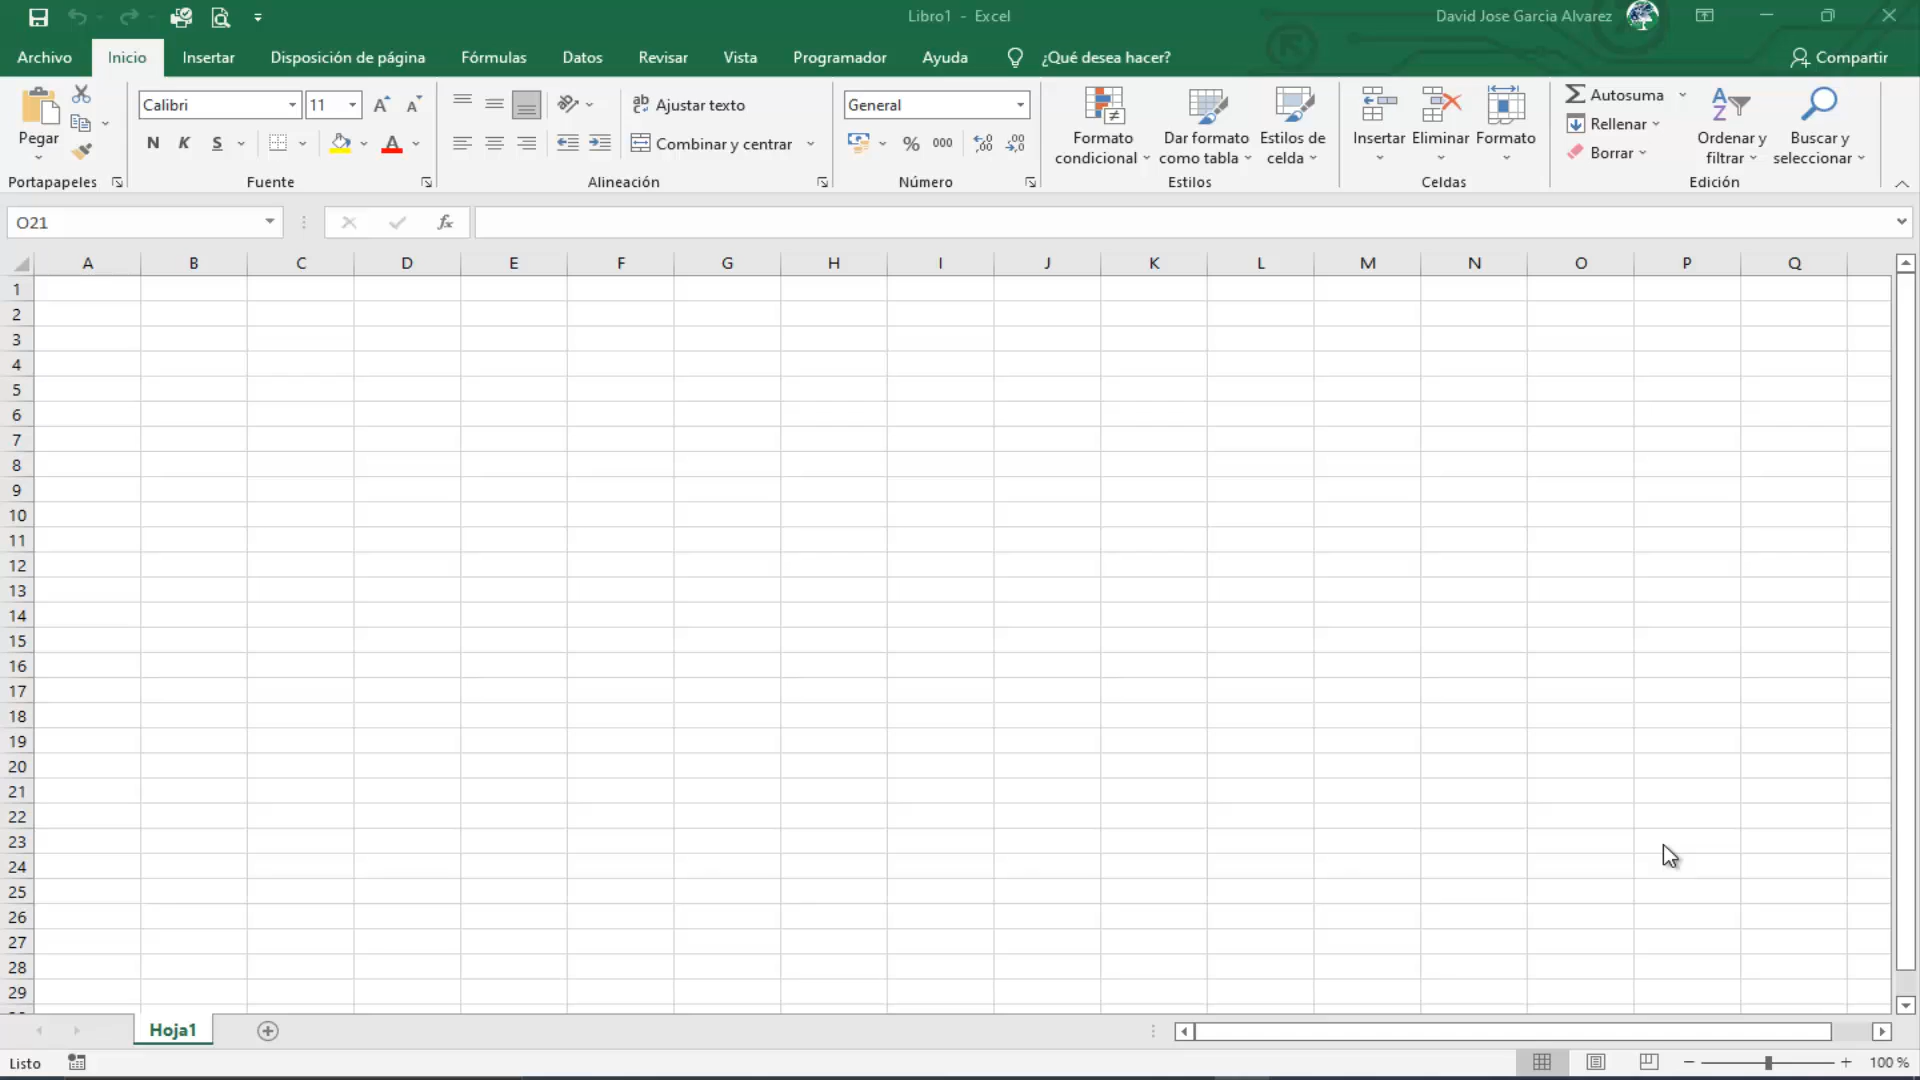 Libro1 - Excel
David Jose Garcia Alvarez
Archivo Inicio Insertar Disposición de página Fórmulas Datos Revisar Vista Programador Ayuda ¿Qué desea hacer? Compartir
Pegar
Portapapeles
Calibri 11
N K S A
Fuente
Ajustar texto
Combinar y centrar
Alineación
General
% 000
Número
Formato condicional
Dar formato como tabla
Estilos de celda
Estilos
Insertar Eliminar Formato
Celdas
Autosuma
Rellenar
Borrar
Ordenar y filtrar
Buscar y seleccionar
Edición
O21 fx
A B C D E F G H I J K L M N O P Q
1
2
3
4
5
6
7
8
9
10
11
12
13
14
15
16
17
18
19
20
21
22
23
24
25
26
27
28
29
Hoja1
Listo
100 %